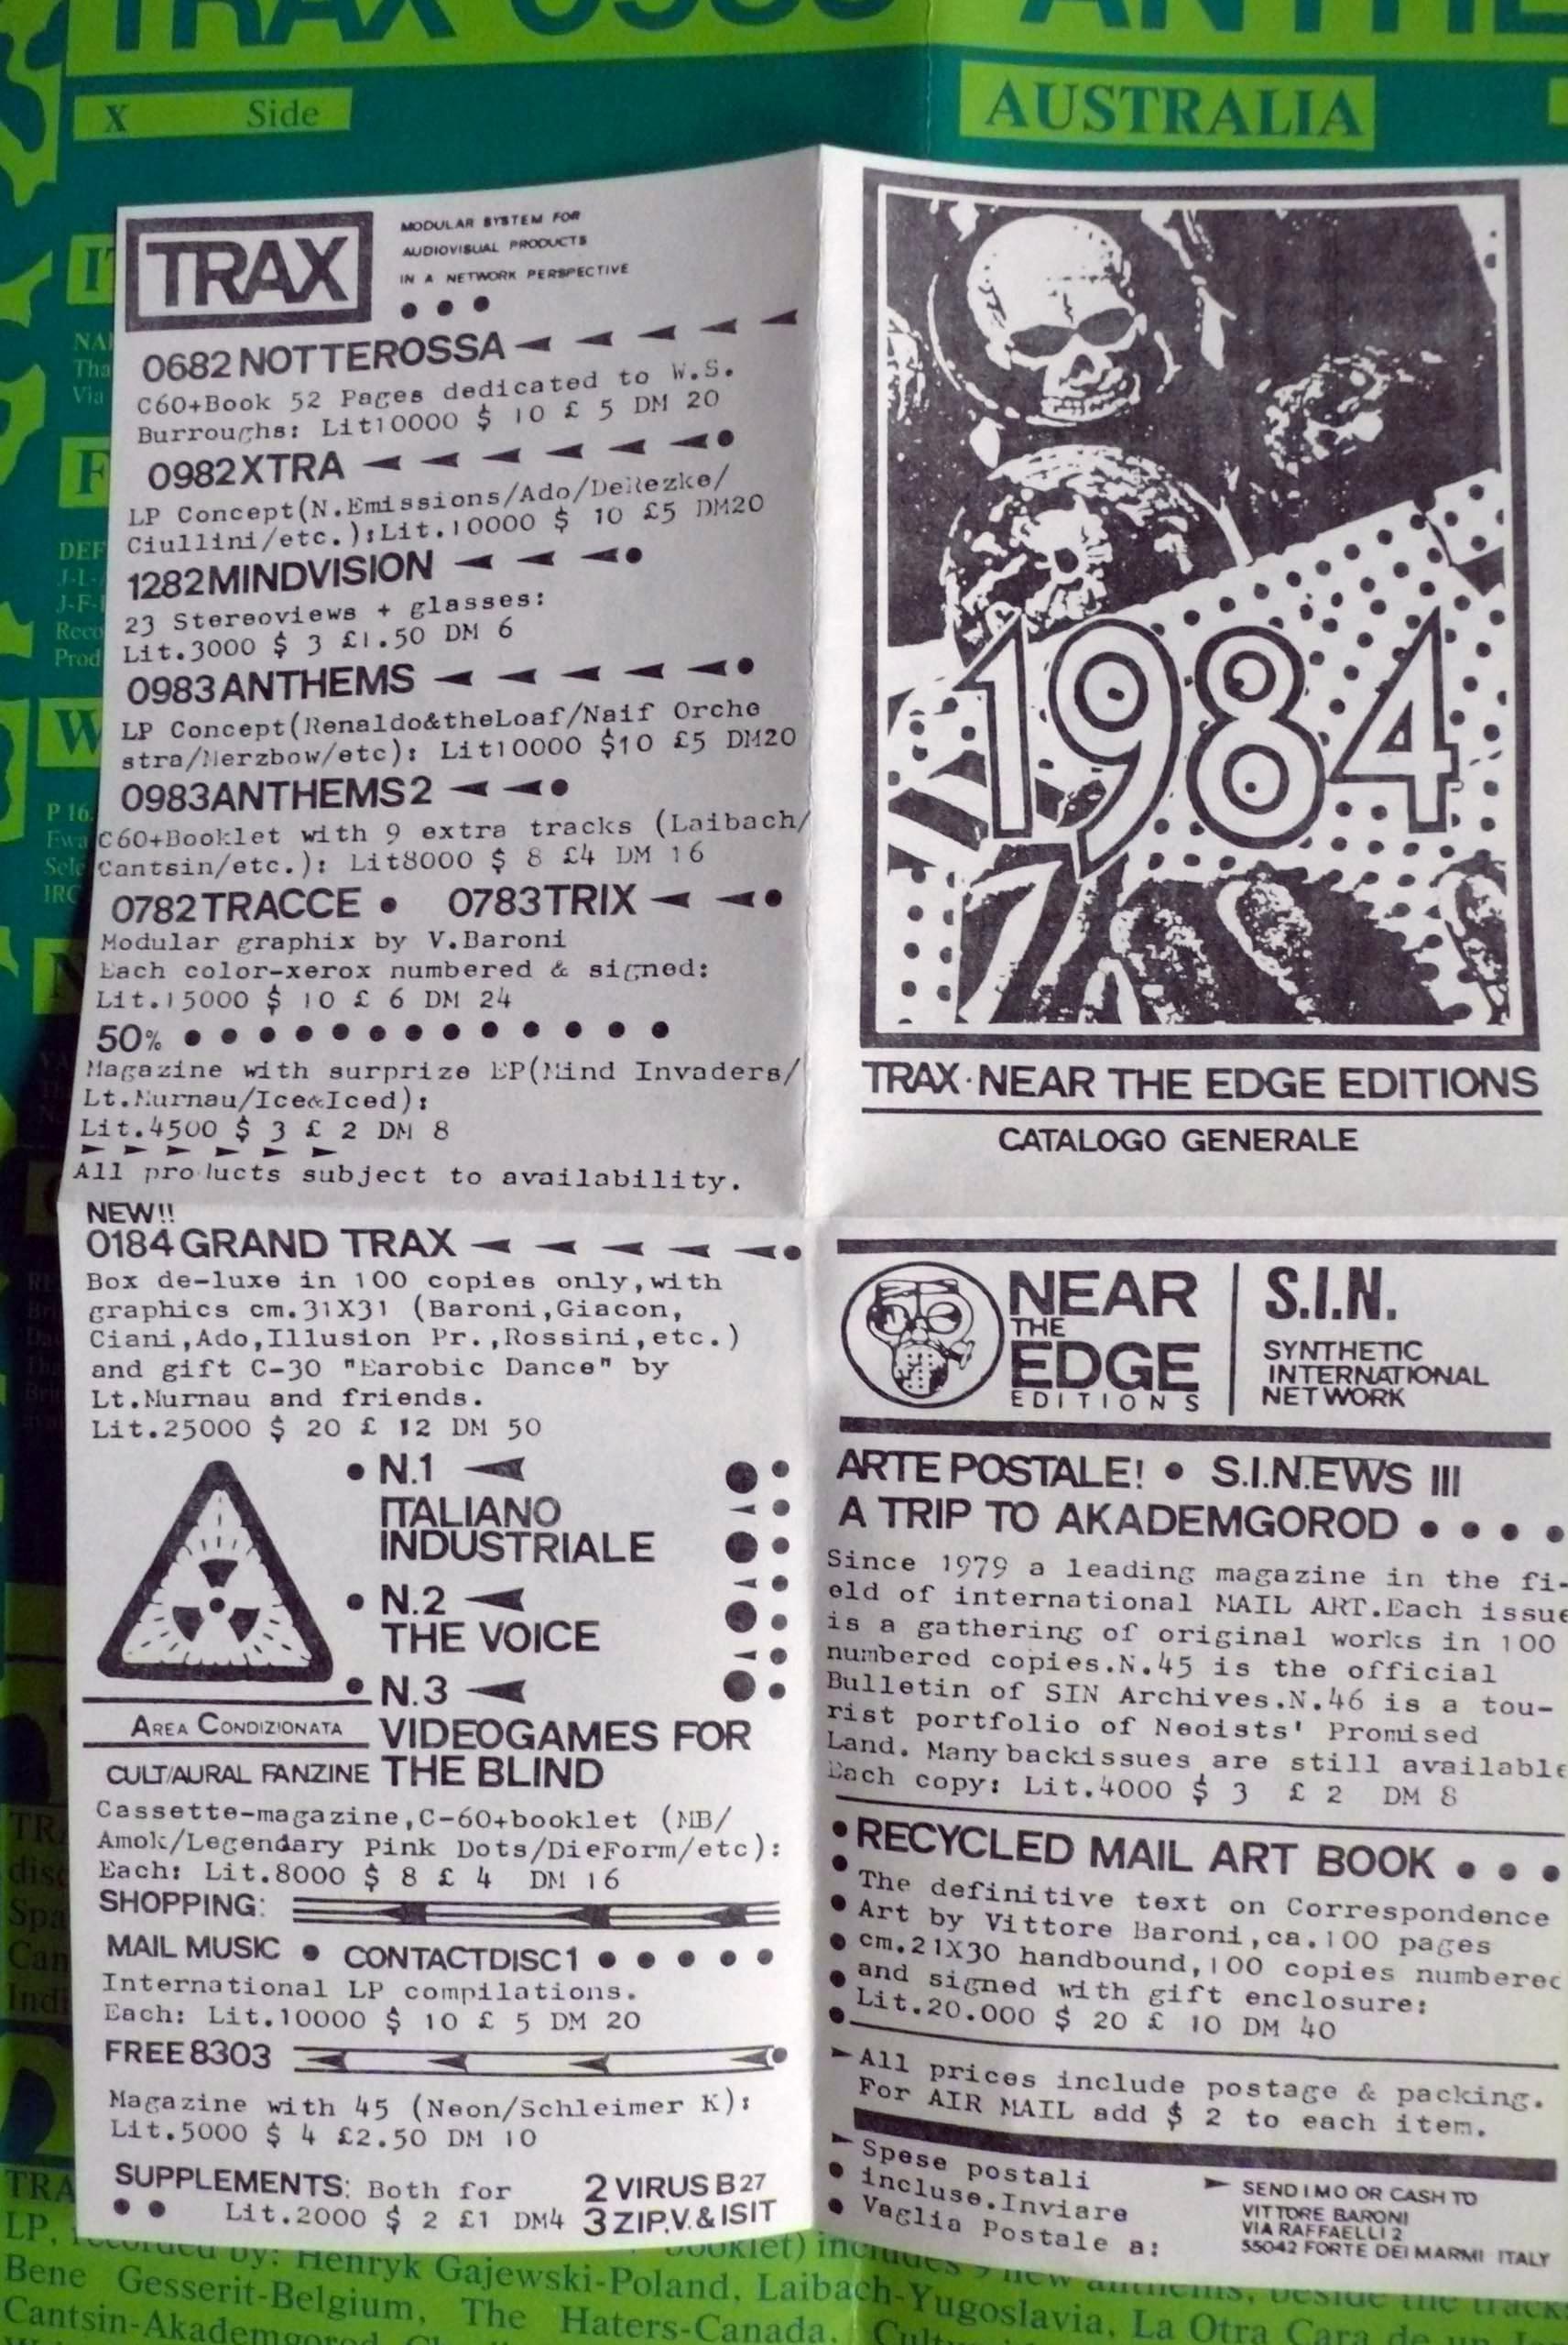 X Side
AUSTRALIA
TRAX
MODULAR SYSTEM FOR
AUDIOVISUAL PRODUCTS
IN A NETWORK PERSPECTIVE
0682 NOTTEROSSA
C60+Book 52 Pages dedicated to W.S.
Burroughs: Lit10000 $ 10 £ 5 DM 20
0982 XTRA
LP Concept(N.Emissions/Ado/DeRezke/
Ciullini/etc.):Lit.10000 $ 10 £5 DM20
1282 MINDVISION
23 Stereoviews + glasses:
Lit.3000 $ 3 £1.50 DM 6
0983 ANTHEMS
LP Concept(Renaldo&theLoaf/Naif Orche
stra/Merzbow/etc): Lit10000 $10 £5 DM20
0983 ANTHEMS 2
C60+Booklet with 9 extra tracks (Laibach/
Cantsin/etc.): Lit8000 $ 8 £4 DM 16
0782 TRACCE • 0783 TRIX
Modular graphix by V.Baroni
Each color-xerox numbered & signed:
Lit.15000 $ 10 £ 6 DM 24
50%
Magazine with surprize EP(Mind Invaders/
Lt.Murnau/Ice&Iced):
Lit.4500 $ 3 £ 2 DM 8
All products subject to availability.
NEW!!
0184 GRAND TRAX
Box de-luxe in 100 copies only,with
graphics cm.31X31 (Baroni,Giacon,
Ciani,Ado,Illusion Pr.,Rossini,etc.)
and gift C-30 "Earobic Dance" by
Lt.Murnau and friends.
Lit.25000 $ 20 £ 12 DM 50
• N.1
ITALIANO
INDUSTRIALE
• N.2
THE VOICE
• N.3
VIDEOGAMES FOR
THE BLIND
AREA CONDIZIONATA
CULT/AURAL FANZINE
Cassette-magazine,C-60+booklet (MB/
Amok/Legendary Pink Dots/DieForm/etc):
Each: Lit.8000 $ 8 £ 4 DM 16
SHOPPING:
MAIL MUSIC • CONTACTDISC 1
International LP compilations.
Each: Lit.10000 $ 10 £ 5 DM 20
FREE 8303
Magazine with 45 (Neon/Schleimer K):
Lit.5000 $ 4 £2.50 DM 10
SUPPLEMENTS: Both for
Lit.2000 $ 2 £1 DM4
2 VIRUS B 27
3 ZIP.V. & ISIT
1984
TRAX · NEAR THE EDGE EDITIONS
CATALOGO GENERALE
NEAR
THE
EDGE
EDITIONS
S.I.N.
SYNTHETIC
INTERNATIONAL
NETWORK
ARTE POSTALE! • S.I.N.EWS III
A TRIP TO AKADEMGOROD
Since 1979 a leading magazine in the fi-
eld of international MAIL ART.Each issue
is a gathering of original works in 100
numbered copies.N.45 is the official
Bulletin of SIN Archives.N.46 is a tou-
rist portfolio of Neoists' Promised
Land. Many backissues are still available
Each copy: Lit.4000 $ 3 £ 2 DM 8
RECYCLED MAIL ART BOOK
The definitive text on Correspondence
Art by Vittore Baroni,ca.100 pages
cm.21X30 handbound,100 copies numbered
and signed with gift enclosure:
Lit.20.000 $ 20 £ 10 DM 40
All prices include postage & packing.
For AIR MAIL add $ 2 to each item.
Spese postali
incluse.Inviare
Vaglia Postale a:
SEND I.M.O OR CASH TO
VITTORE BARONI
VIA RAFFAELLI 2
55042 FORTE DEI MARMI ITALY
LP, recorded by: Henryk Gajewski-Poland, Laibach-Yugoslavia, La Otra Cara de un
Bene Gesserit-Belgium, The Haters-Canada,